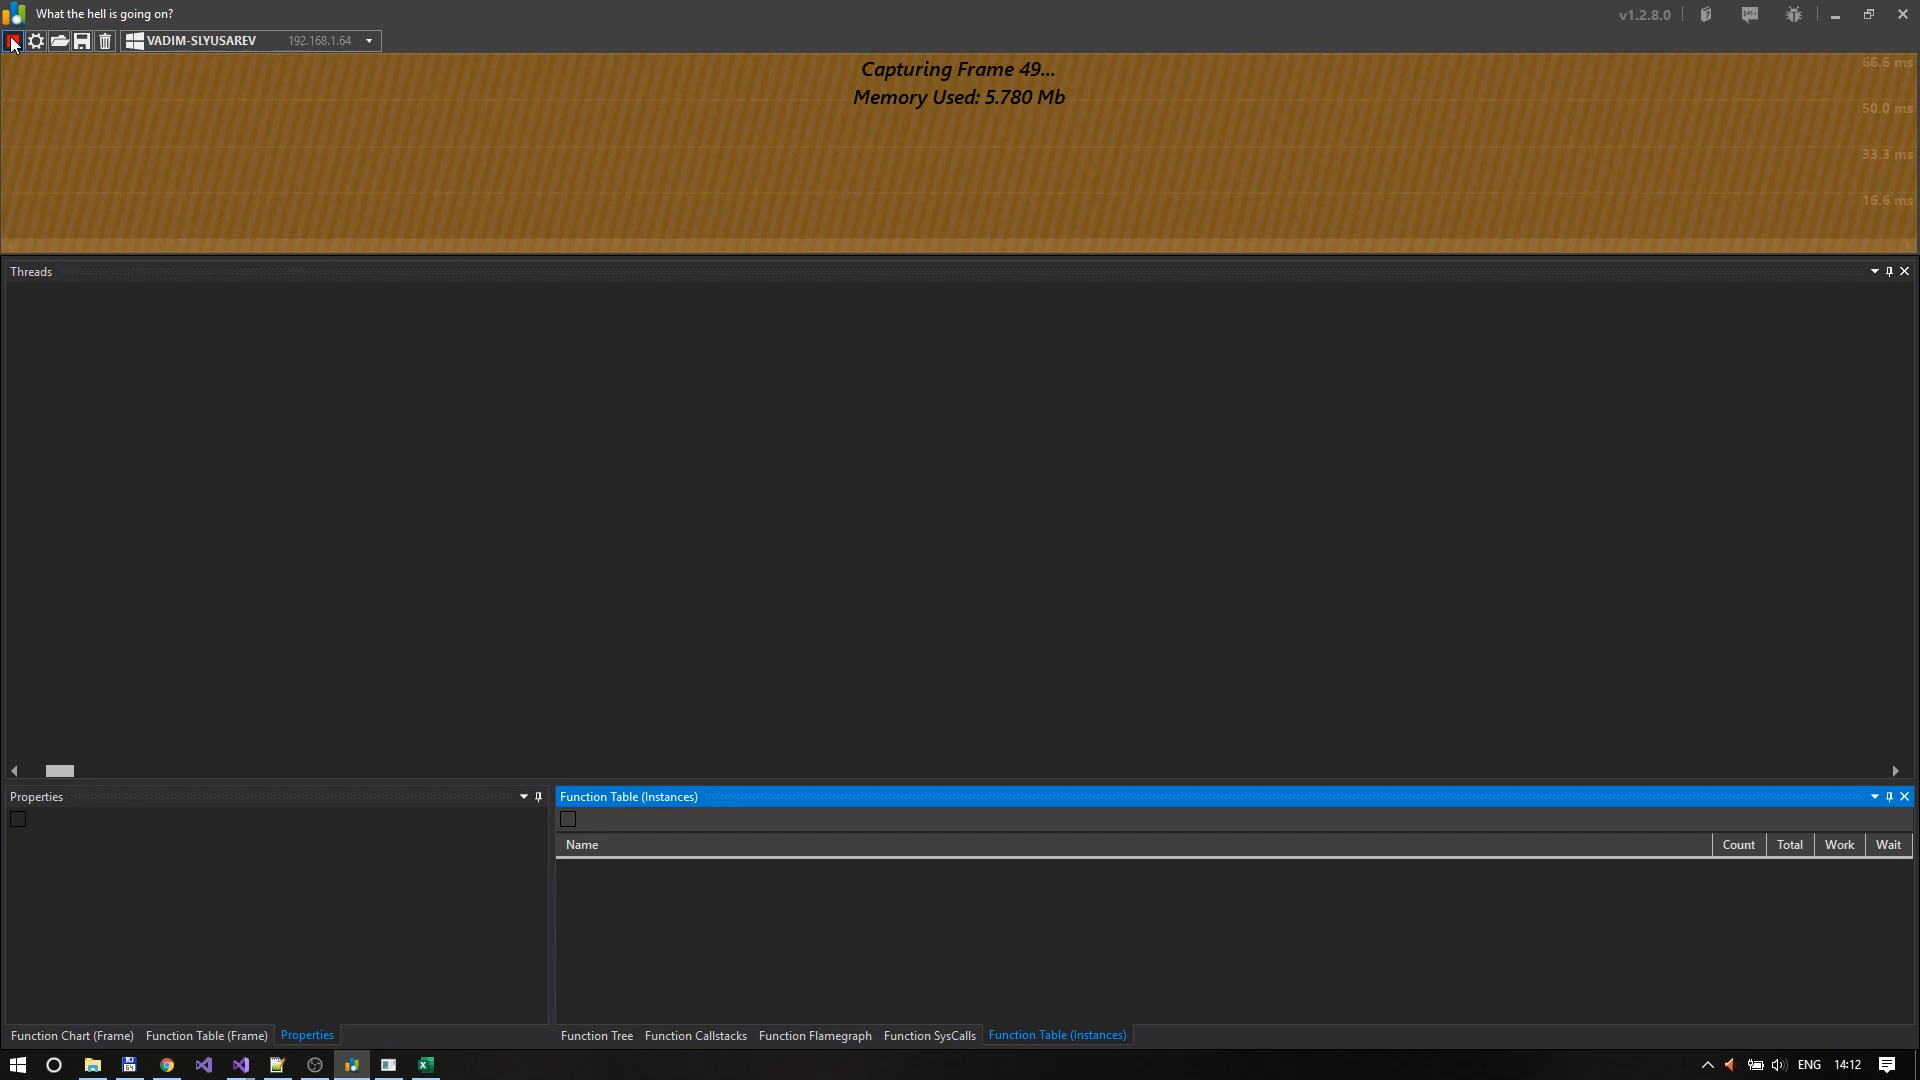 What the hell is going on?
v1.2.8.0
VADIM-SLYUSAREV 192.168.1.64
Capturing Frame 49...
Memory Used: 5.780 Mb
66.6 ms
50.0 ms
33.3 ms
16.6 ms
Threads
Properties
Function Table (Instances)
Name Count Total Work Wait
Function Chart (Frame) Function Table (Frame) Properties
Function Tree Function Callstacks Function Flamegraph Function SysCalls Function Table (Instances)
64
ENG 14:12